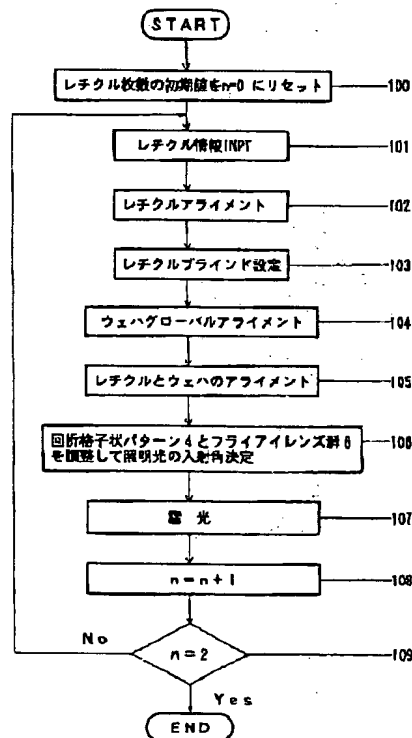 START
レチクル枚数の初期値をn=0 にリセット
100
レチクル情報INPT
101
レチクルアライメント
102
レチクルブラインド設定
103
ウェハグローバルアライメント
104
レチクルとウェハのアライメント
105
回折格子状パターン4とフライアイレンズ群6
を調整して照明光の入射角決定
106
露 光
107
n = n + 1
108
n = 2
109
No
Yes
END